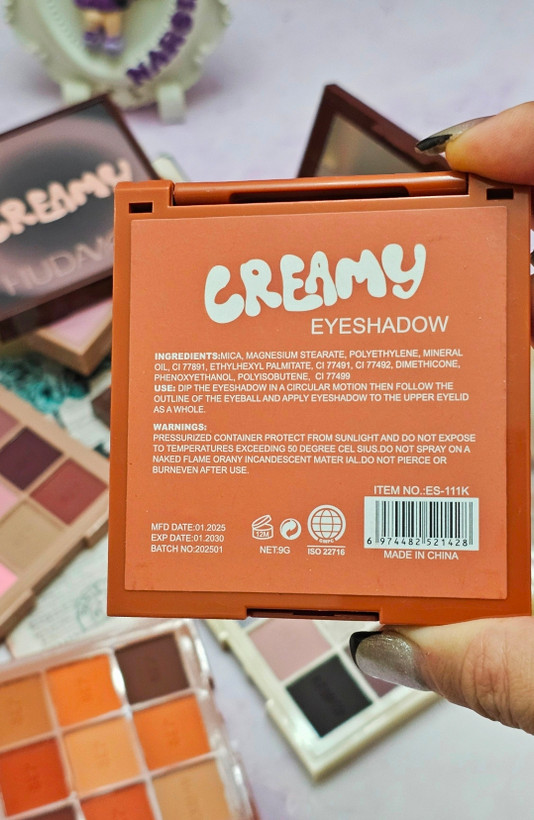 NARGI
CREAMY
HUDA
CREAMY
EYESHADOW
INGREDIENTS:MICA, MAGNESIUM STEARATE, POLYETHYLENE, MINERAL
OIL, CI 77891, ETHYLHEXYL PALMITATE, CI 77491, CI 77492, DIMETHICONE,
PHENOXYETHANOL, POLYISOBUTENE, CI 77499
USE: DIP THE EYESHADOW IN A CIRCULAR MOTION THEN FOLLOW THE
OUTLINE OF THE EYEBALL AND APPLY EYESHADOW TO THE UPPER EYELID
AS A WHOLE.
WARNINGS:
PRESSURIZED CONTAINER PROTECT FROM SUNLIGHT AND DO NOT EXPOSE
TO TEMPERATURES EXCEEDING 50 DEGREE CEL SIUS.DO NOT SPRAY ON A
NAKED FLAME ORANY INCANDESCENT MATER IAL.DO NOT PIERCE OR
BURNEVEN AFTER USE.
ITEM NO.:ES-111K
MFD DATE:01.2025
EXP DATE:01.2030
BATCH NO:202501
12M
NET:9G
GMPC
ISO 22716
6 974482 521428
MADE IN CHINA